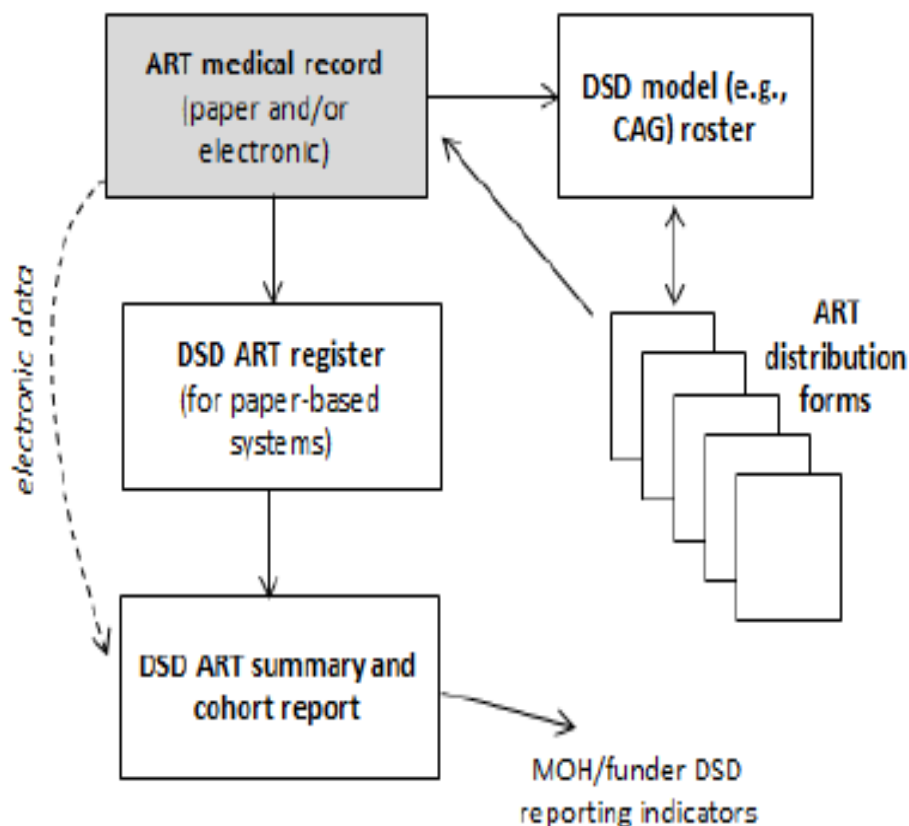 ART medical record
(paper and/or
electronic)
DSD model (e.g.,
CAG) roster
electronic data
DSD ART register
(for paper-based
systems)
ART
distribution
forms
DSD ART summary and
cohort report
MOH/funder DSD
reporting indicators